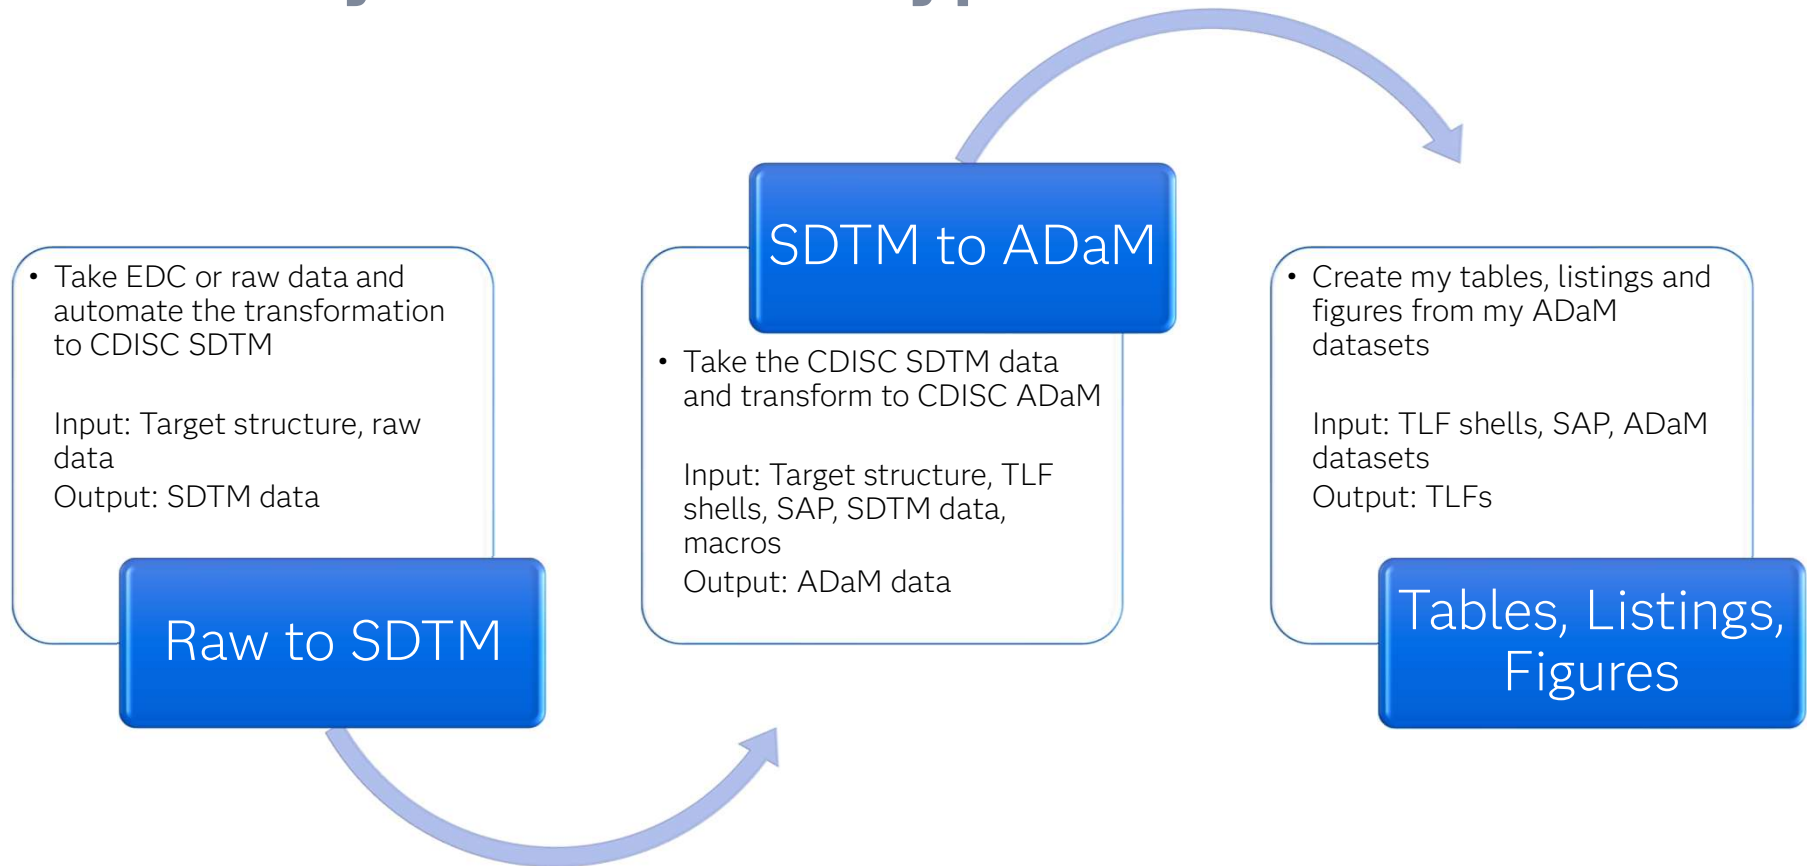 • Take EDC or raw data and
automate the transformation
to CDISC SDTM
Input: Target structure, raw
data
Output: SDTM data
Raw to SDTM
SDTM to ADaM
• Take the CDISC SDTM data
and transform to CDISC ADaM
Input: Target structure, TLF
shells, SAP, SDTM data,
macros
Output: ADaM data
• Create my tables, listings and
figures from my ADaM
datasets
Input: TLF shells, SAP, ADaM
datasets
Output: TLFs
Tables, Listings,
Figures